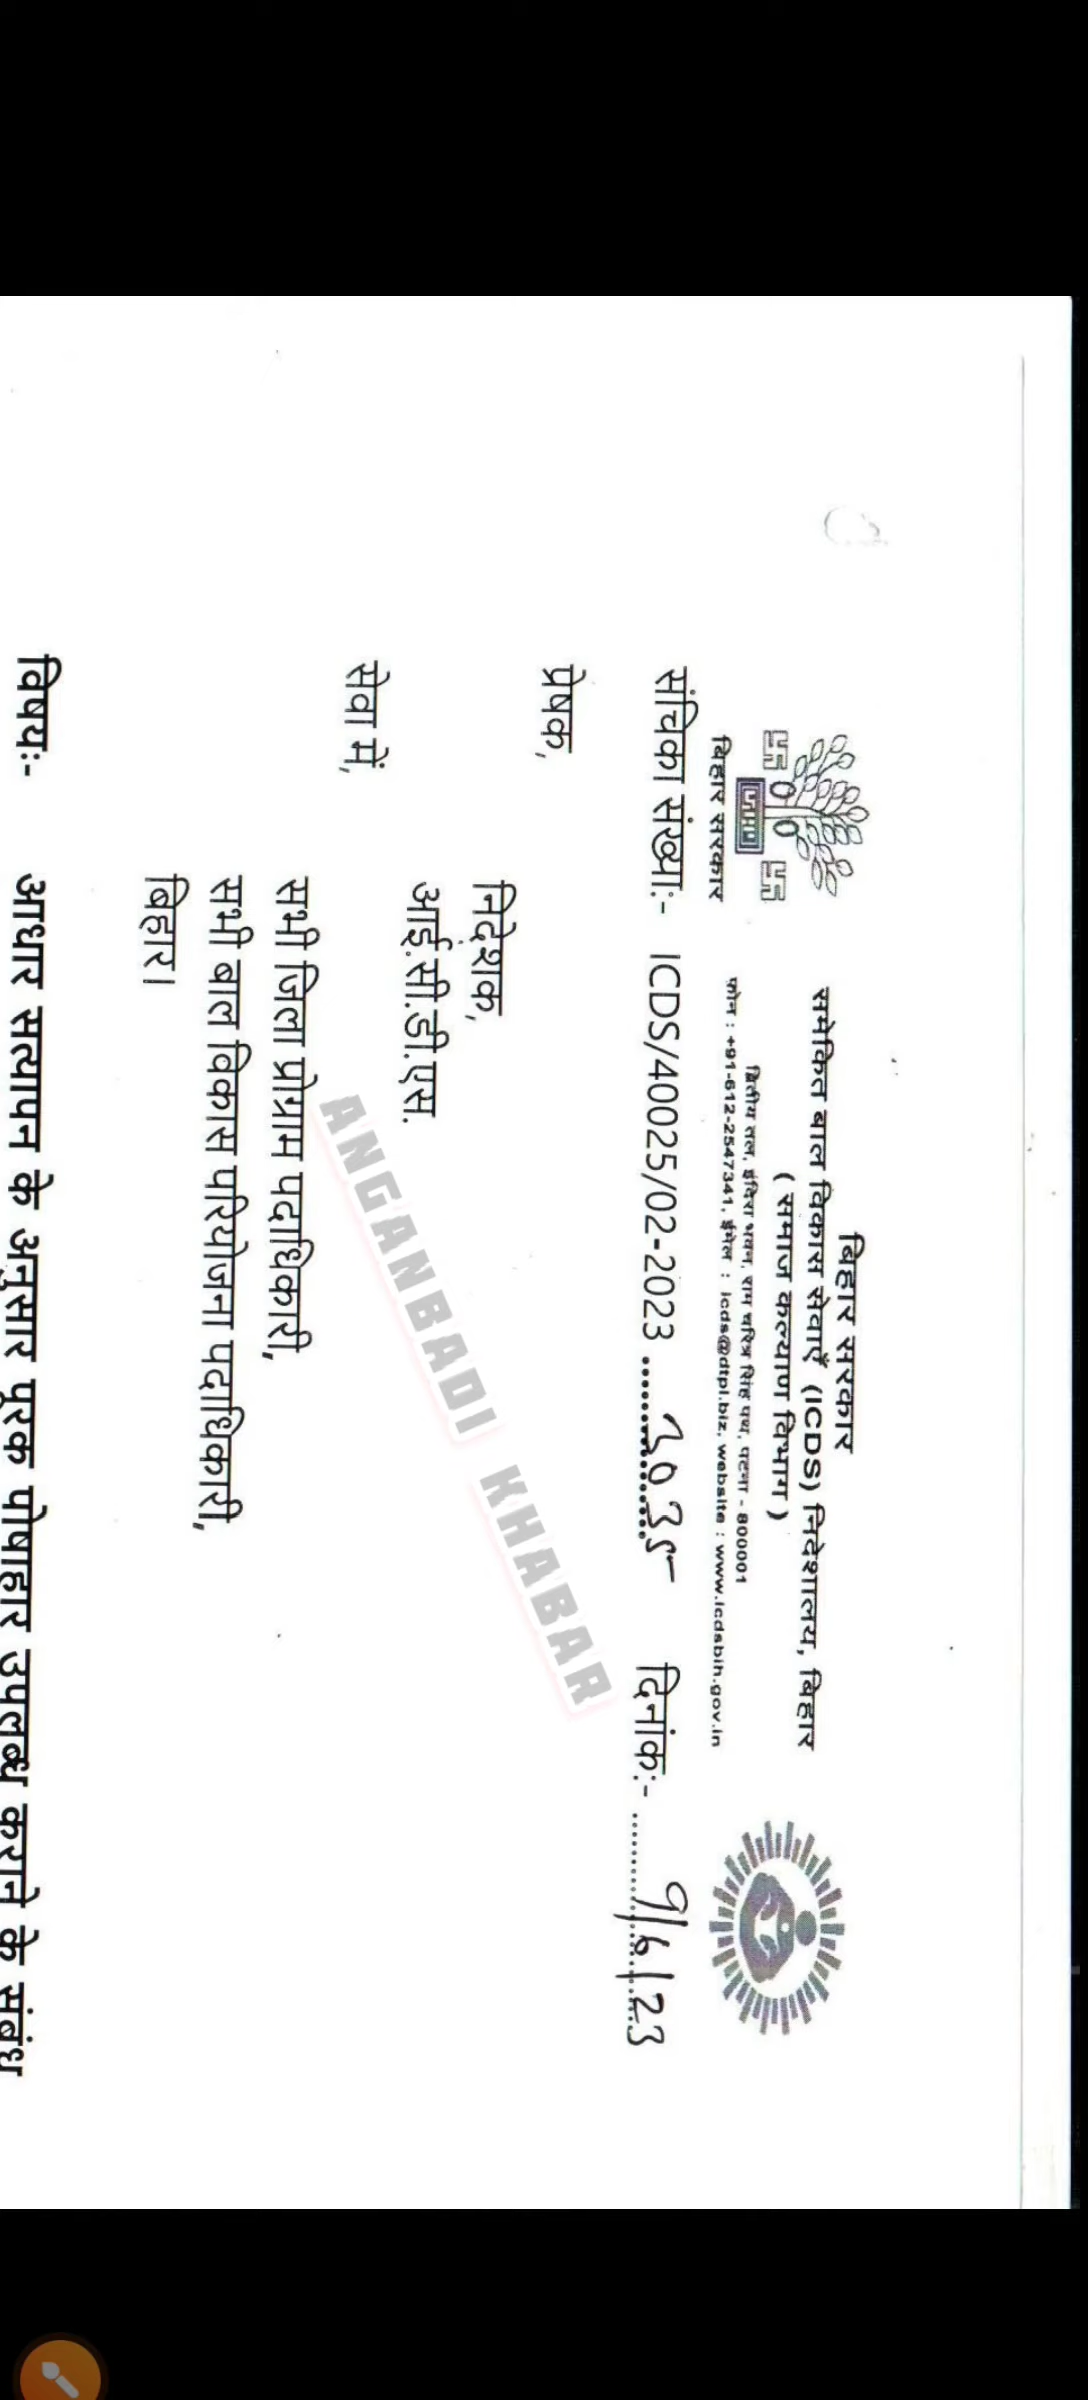 बिहार सरकार
समेकित बाल विकास सेवाएँ (ICDS) निदेशालय, बिहार
( समाज कल्याण विभाग )
द्वितीय तल, इंदिरा भवन, राम चरित्र सिंह पथ, पटना - 800001
फोन : +91-612-2547341, ईमेल : icds@dtpl.biz, website : www.icdsbih.gov.in
बिहार सरकार
संचिका संख्याः- ICDS/40025/02-2023 ........3035 दिनांकः- ........9/6/23
प्रेषक,
निदेशक,
आई.सी.डी.एस.
सेवा में,
सभी जिला प्रोग्राम पदाधिकारी,
सभी बाल विकास परियोजना पदाधिकारी,
बिहार।
विषयः- आधार सत्यापन के अनुसार पूरक पोषाहार उपलब्ध कराने के संबंध
ANGANBADI KHABAR